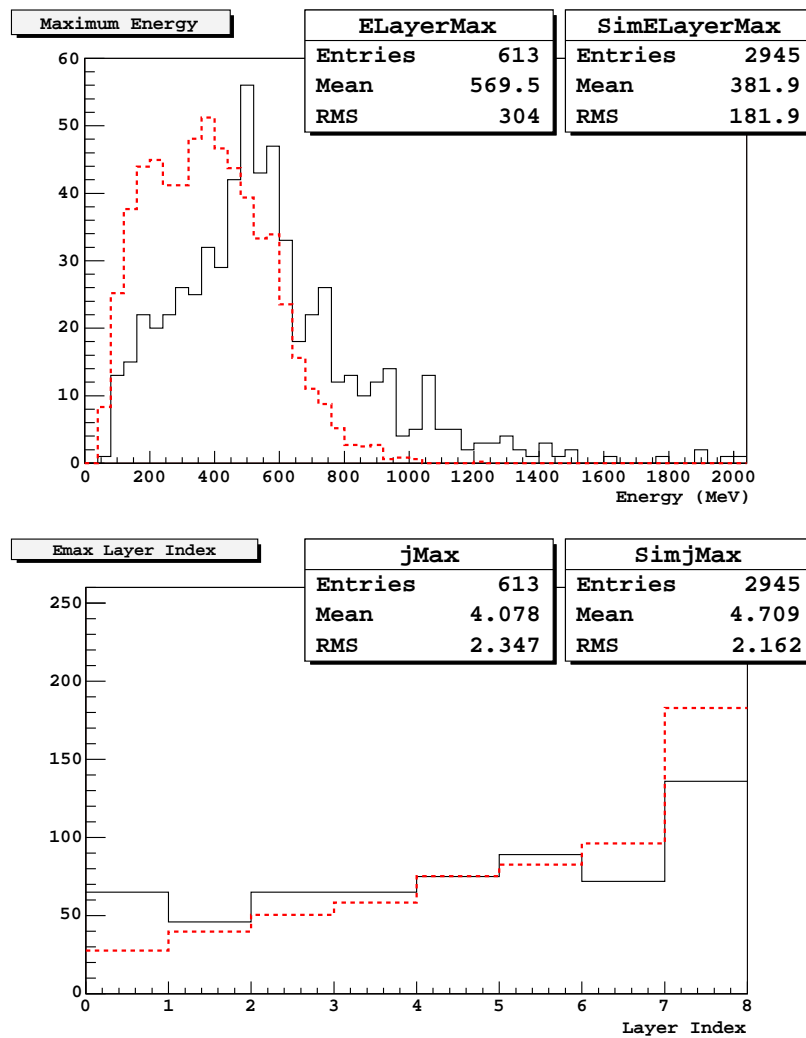 Maximum Energy
ELayerMax
Entries 613
Mean 569.5
RMS 304
SimELayerMax
Entries 2945
Mean 381.9
RMS 181.9
60
50
40
30
20
10
0
0 200 400 600 800 1000 1200 1400 1600 1800 2000
Energy (MeV)
Emax Layer Index
jMax
Entries 613
Mean 4.078
RMS 2.347
SimjMax
Entries 2945
Mean 4.709
RMS 2.162
250
200
150
100
50
0
0 1 2 3 4 5 6 7 8
Layer Index